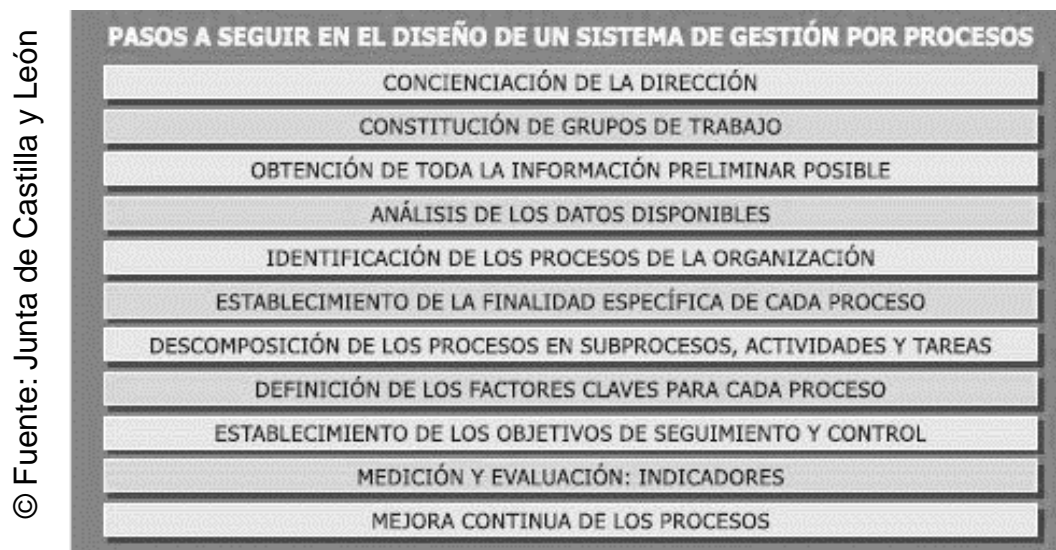 © Fuente: Junta de Castilla y León
PASOS A SEGUIR EN EL DISEÑO DE UN SISTEMA DE GESTIÓN POR PROCESOS
CONCIENCIACIÓN DE LA DIRECCIÓN
CONSTITUCIÓN DE GRUPOS DE TRABAJO
OBTENCIÓN DE TODA LA INFORMACIÓN PRELIMINAR POSIBLE
ANÁLISIS DE LOS DATOS DISPONIBLES
IDENTIFICACIÓN DE LOS PROCESOS DE LA ORGANIZACIÓN
ESTABLECIMIENTO DE LA FINALIDAD ESPECÍFICA DE CADA PROCESO
DESCOMPOSICIÓN DE LOS PROCESOS EN SUBPROCESOS, ACTIVIDADES Y TAREAS
DEFINICIÓN DE LOS FACTORES CLAVES PARA CADA PROCESO
ESTABLECIMIENTO DE LOS OBJETIVOS DE SEGUIMIENTO Y CONTROL
MEDICIÓN Y EVALUACIÓN: INDICADORES
MEJORA CONTINUA DE LOS PROCESOS